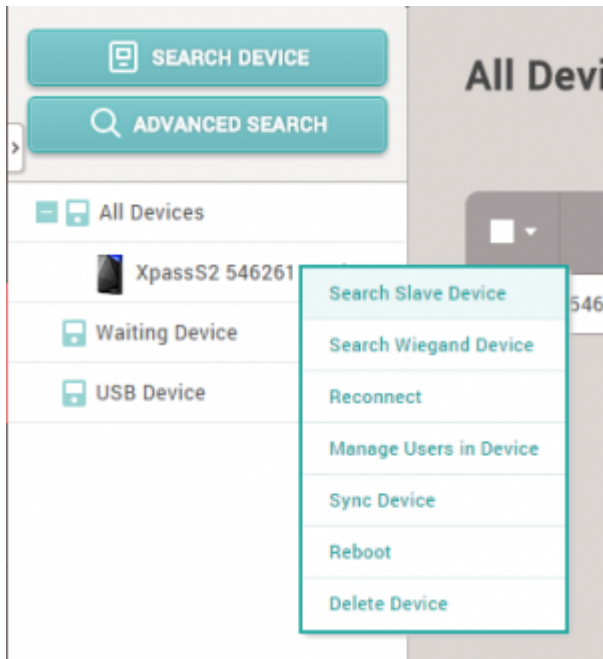 SEARCH DEVICE
ADVANCED SEARCH
All Devi
All Devices
XpassS2 546261
Waiting Device
USB Device
Search Slave Device
Search Wiegand Device
Reconnect
Manage Users in Device
Sync Device
Reboot
Delete Device
546